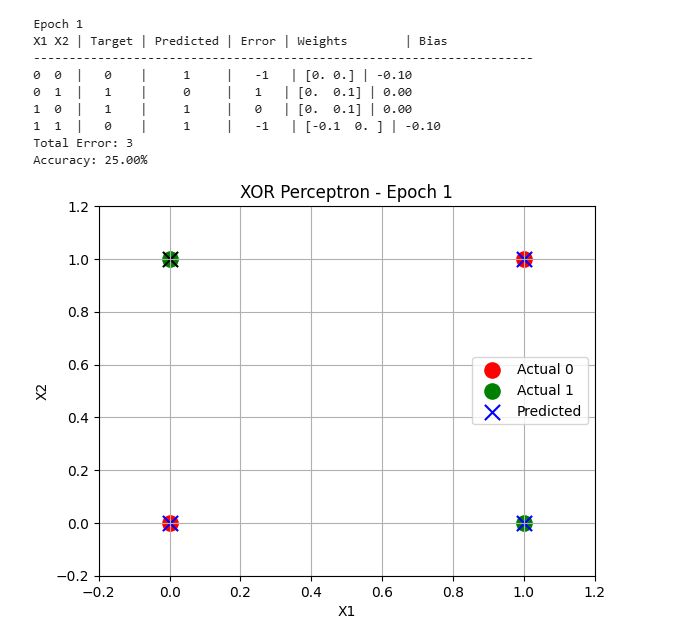 Epoch 1
X1 X2 | Target | Predicted | Error | Weights        | Bias
------------------------------------------------------------------
0  0  |   0    |     1     |   -1   | [0. 0.] | -0.10
0  1  |   1    |     0     |   1   | [0.  0.1] | 0.00
1  0  |   1    |     1     |   0   | [0.  0.1] | 0.00
1  1  |   0    |     1     |   -1   | [-0.1  0. ] | -0.10
Total Error: 3
Accuracy: 25.00%
XOR Perceptron - Epoch 1
1.2
1.0
0.8
0.6
0.4
0.2
0.0
−0.2
X2
Actual 0
Actual 1
Predicted
−0.2 0.0 0.2 0.4 0.6 0.8 1.0 1.2
X1